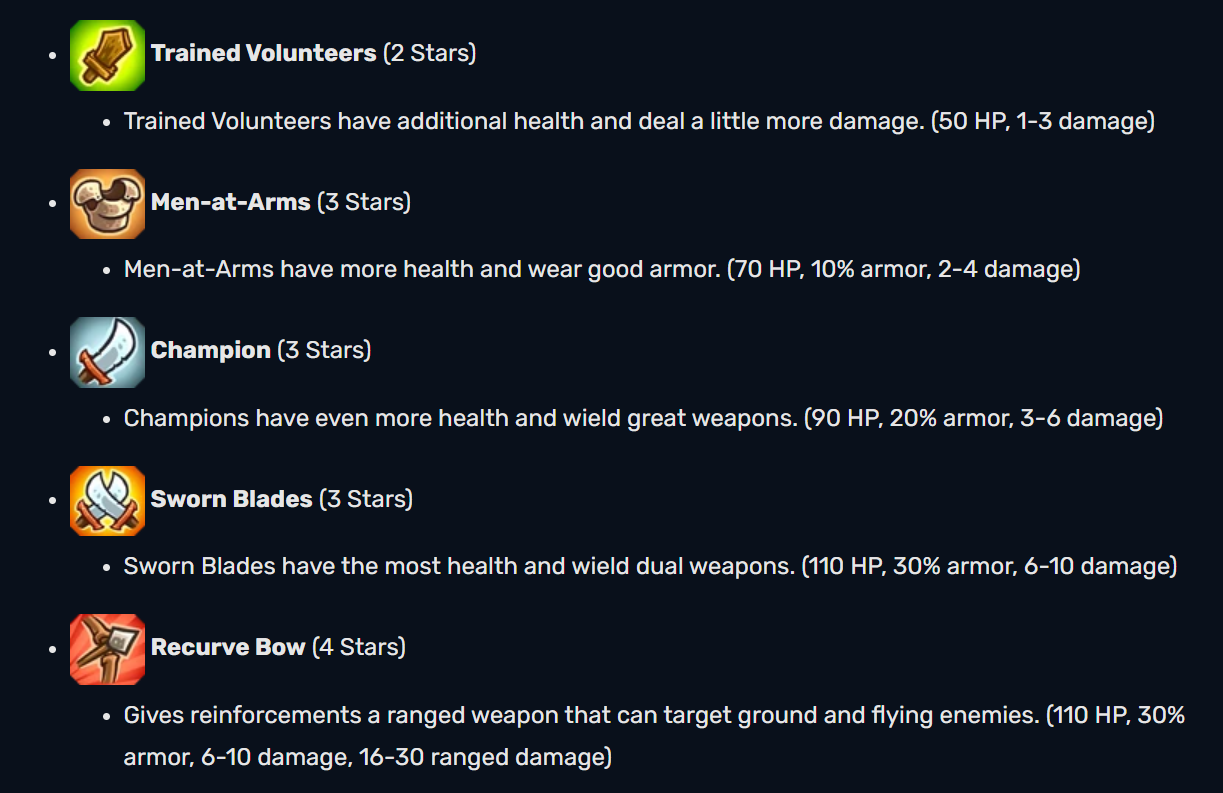 Trained Volunteers (2 Stars)
Trained Volunteers have additional health and deal a little more damage. (50 HP, 1-3 damage)
Men-at-Arms (3 Stars)
Men-at-Arms have more health and wear good armor. (70 HP, 10% armor, 2-4 damage)
Champion (3 Stars)
Champions have even more health and wield great weapons. (90 HP, 20% armor, 3-6 damage)
Sworn Blades (3 Stars)
Sworn Blades have the most health and wield dual weapons. (110 HP, 30% armor, 6-10 damage)
Recurve Bow (4 Stars)
Gives reinforcements a ranged weapon that can target ground and flying enemies. (110 HP, 30%
armor, 6-10 damage, 16-30 ranged damage)